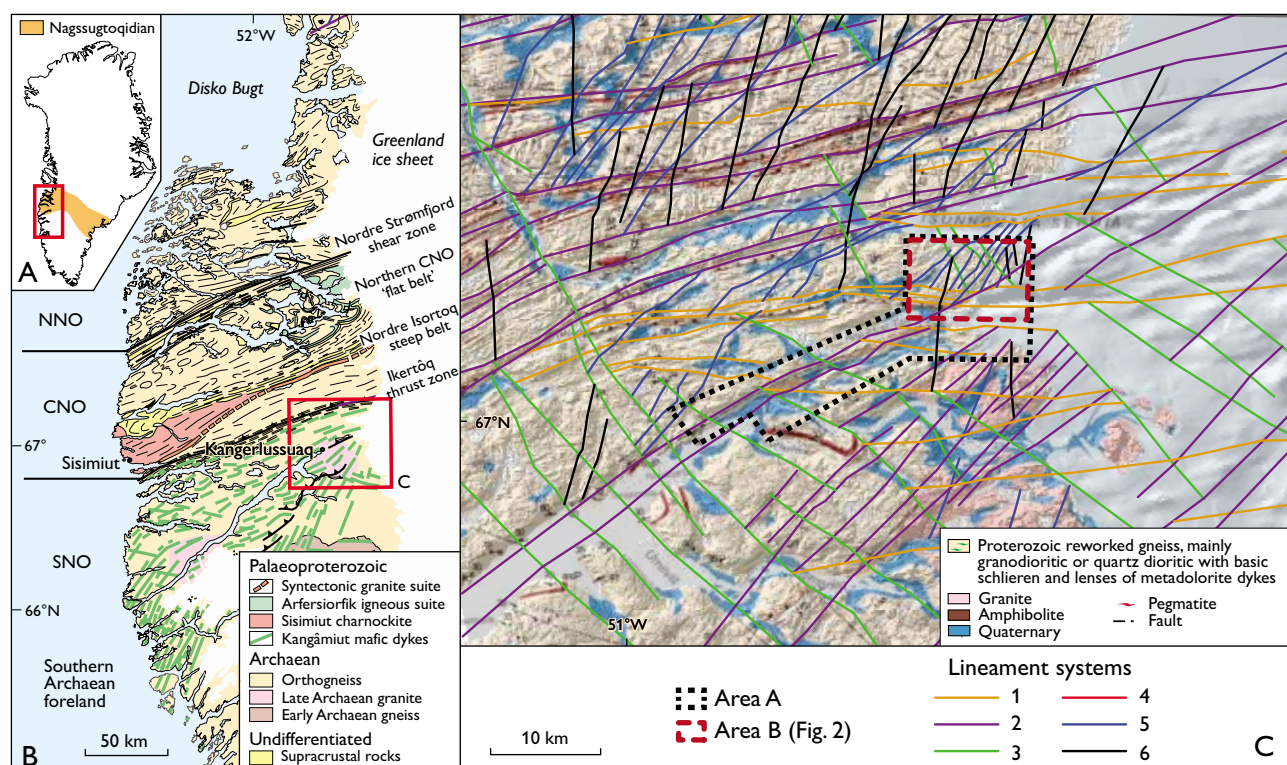 Nagssugtoqidian
A
52°W
Disko Bugt
Greenland
ice sheet
Nordre Strømfjord
shear zone
Northern CNO
'flat belt'
Nordre Isortoq
steep belt
Ikertôq
thrust zone
NNO
CNO
SNO
67°
Sisimiut
Kangerlussuaq
C
66°N
Southern
Archaean
foreland
50 km
B
Palaeoproterozoic
Syntectonic granite suite
Arfersiorfik igneous suite
Sisimiut charnockite
Kangâmiut mafic dykes
Archaean
Orthogneiss
Late Archaean granite
Early Archaean gneiss
Undifferentiated
Supracrustal rocks
67°N
51°W
Proterozoic reworked gneiss, mainly
granodioritic or quartz dioritic with basic
schlieren and lenses of metadolorite dykes
Granite
Amphibolite
Quaternary
Pegmatite
Fault
10 km
Area A
Area B (Fig. 2)
Lineament systems
1
2
3
4
5
6
C